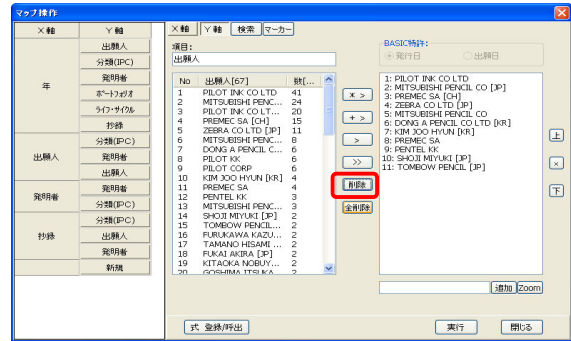 マップ操作
X 軸
Y 軸
年
出願人
分類(IPC)
発明者
ポートフォリオ
ライフ・サイクル
抄録
出願人
分類(IPC)
発明者
出願人
発明者
発明者
分類(IPC)
抄録
分類(IPC)
出願人
発明者
新規
X 軸
Y 軸
検索
マーカー
項目:
出願人
BASIC特許:
発行日
出願日
No 出願人[67] 数[...
1 PILOT INK CO LTD 41
2 MITSUBISHI PENC... 24
3 PILOT INK CO LT... 20
4 PREMEC SA [CH] 15
5 ZEBRA CO LTD [JP] 11
6 MITSUBISHI PENC... 8
7 DONG A PENCIL C... 6
8 PILOT KK 6
9 PILOT CORP 6
10 KIM JOO HYUN [KR] 4
11 PREMEC SA 4
12 PENTEL KK 3
13 MITSUBISHI PENC... 3
14 SHOJI MIYUKI [JP] 2
15 TOMBOW PENCIL... 2
16 FURUKAWA KAZU... 2
17 TAMANO HISAMI ... 2
18 FUKAI AKIRA [JP] 2
19 KITAOKA NOBUY... 2
20 GOSHIMA ITSUKA 2
* >
+ >
>
>>
削除
全削除
1: PILOT INK CO LTD
2: MITSUBISHI PENCIL CO [JP]
3: PREMEC SA [CH]
4: ZEBRA CO LTD [JP]
5: MITSUBISHI PENCIL CO
6: DONG A PENCIL CO LTD [KR]
7: KIM JOO HYUN [KR]
8: PREMEC SA
9: PENTEL KK
10: SHOJI MIYUKI [JP]
11: TOMBOW PENCIL [JP]
上
×
下
追加
Zoom
式 登録/呼出
実行
閉じる